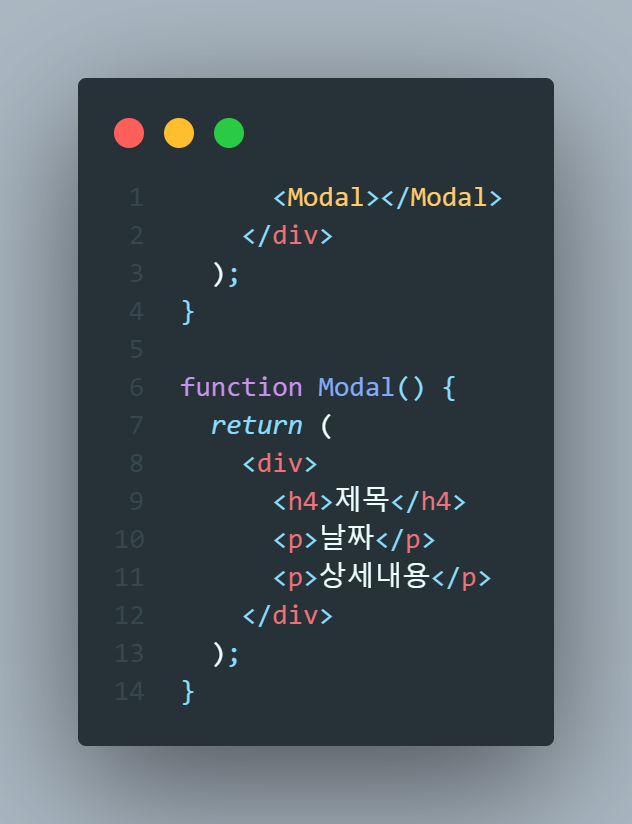 1       <Modal></Modal>
2     </div>
3   );
4 }
5
6 function Modal() {
7   return (
8     <div>
9       <h4>제목</h4>
10       <p>날짜</p>
11       <p>상세내용</p>
12     </div>
13   );
14 }